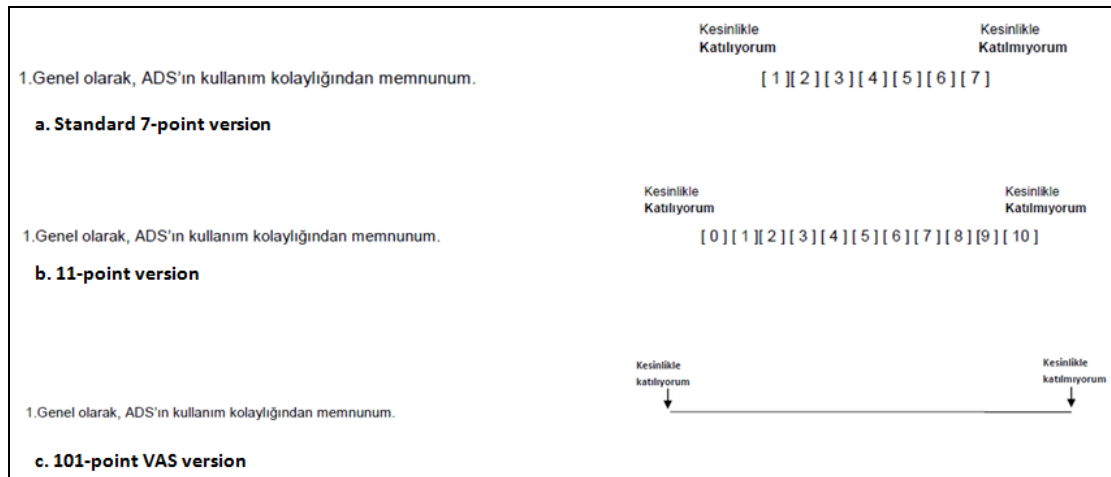 Kesinlikle Kesinlikle
Katılıyorum Katılmıyorum
1.Genel olarak, ADS'ın kullanım kolaylığından memnunum. [ 1 ][ 2 ] [ 3 ] [ 4 ] [ 5 ] [ 6 ] [ 7 ]
a. Standard 7-point version
Kesinlikle Kesinlikle
Katılıyorum Katılmıyorum
1.Genel olarak, ADS'ın kullanım kolaylığından memnunum. [ 0 ] [ 1 ][ 2 ] [ 3 ] [ 4 ] [ 5 ] [ 6 ] [ 7 ] [ 8 ] [9] [ 10 ]
b. 11-point version
Kesinlikle Kesinlikle
katılıyorum katılmıyorum
1.Genel olarak, ADS'ın kullanım kolaylığından memnunum.
c. 101-point VAS version